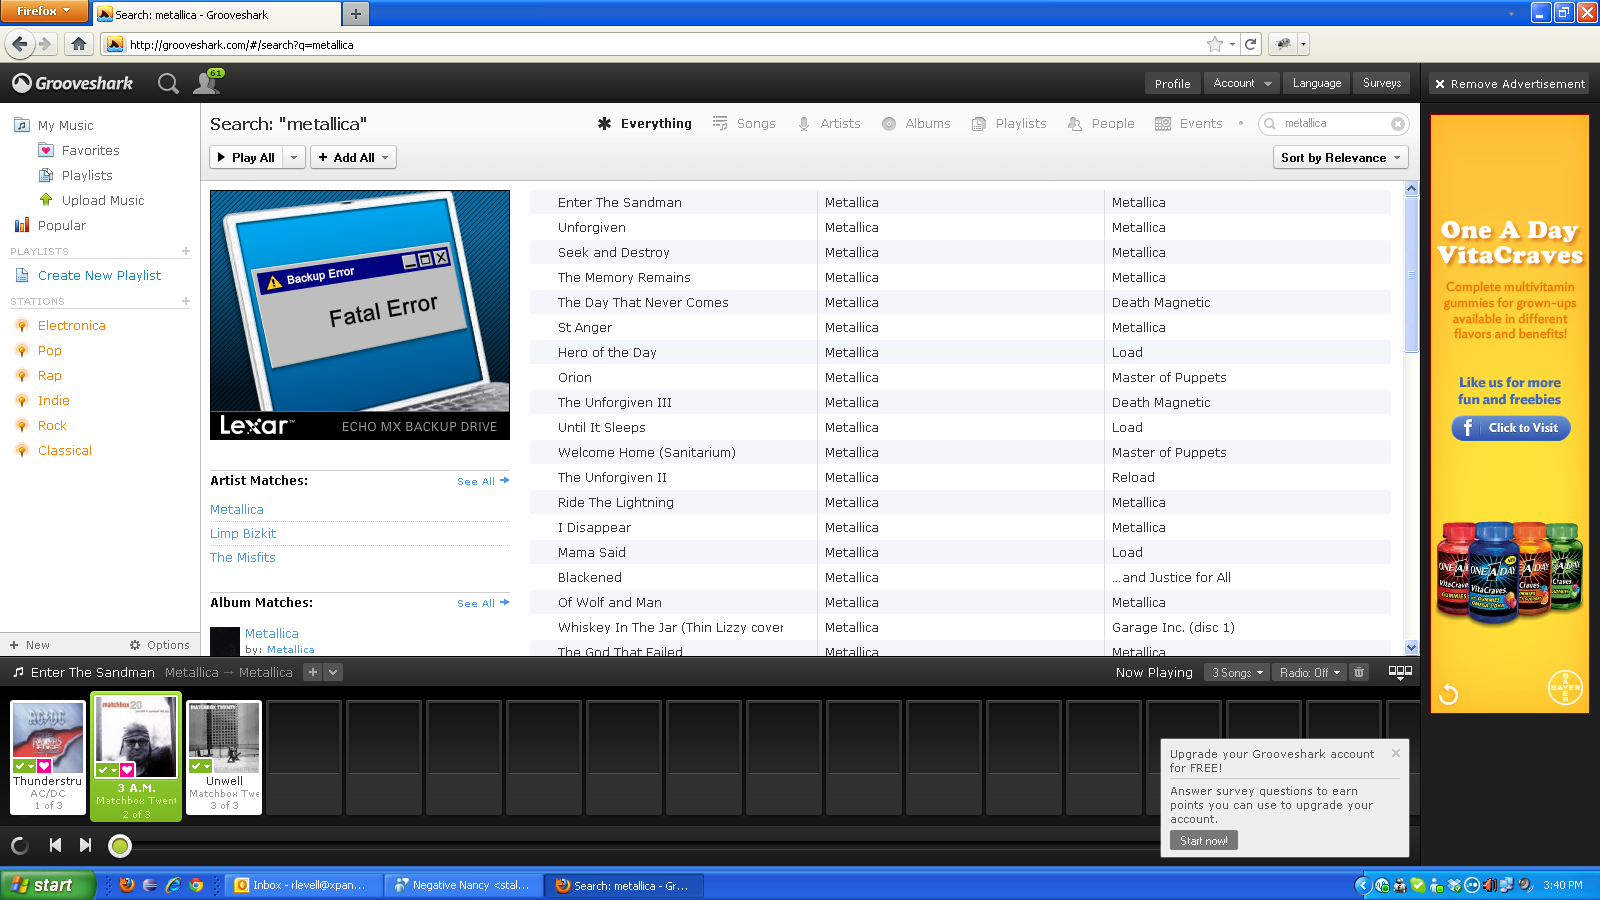 Firefox
Search: metallica - Grooveshark
http://grooveshark.com/#/search?q=metallica
Grooveshark
61
Profile
Account
Language
Surveys
Remove Advertisement
My Music
Favorites
Playlists
Upload Music
Popular
PLAYLISTS
Create New Playlist
STATIONS
Electronica
Pop
Rap
Indie
Rock
Classical
New
Options
Search: "metallica"
Everything
Songs
Artists
Albums
Playlists
People
Events
metallica
Play All
Add All
Sort by Relevance
Backup Error
Fatal Error
Lexar™
ECHO MX BACKUP DRIVE
Artist Matches:
See All
Metallica
Limp Bizkit
The Misfits
Album Matches:
See All
Metallica
by: Metallica
Enter The Sandman Metallica Metallica
Unforgiven Metallica Metallica
Seek and Destroy Metallica Metallica
The Memory Remains Metallica Metallica
The Day That Never Comes Metallica Death Magnetic
St Anger Metallica Metallica
Hero of the Day Metallica Load
Orion Metallica Master of Puppets
The Unforgiven III Metallica Death Magnetic
Until It Sleeps Metallica Load
Welcome Home (Sanitarium) Metallica Master of Puppets
The Unforgiven II Metallica Reload
Ride The Lightning Metallica Metallica
I Disappear Metallica Metallica
Mama Said Metallica Load
Blackened Metallica ...and Justice for All
Of Wolf and Man Metallica Metallica
Whiskey In The Jar (Thin Lizzy cover Metallica Garage Inc. (disc 1)
The God That Failed Metallica Metallica
One A Day
VitaCraves
Complete multivitamin
gummies for grown-ups
available in different
flavors and benefits!
Like us for more
fun and freebies
Click to Visit
ONE A DAY
VitaCraves
BAYER
Enter The Sandman Metallica → Metallica
Now Playing
3 Songs
Radio: Off
AC/DC
Thunderstru
AC/DC
1 of 3
matchbox 20
3 A.M.
Matchbox Twent
2 of 3
MATCHBOX TWENTY
Unwell
Matchbox Twe
3 of 3
Upgrade your Grooveshark account
for FREE!
Answer survey questions to earn
points you can use to upgrade your
account.
Start now!
start
Inbox - rlevell@xpan...
Negative Nancy <stal...
Search: metallica - Gr...
3:40 PM